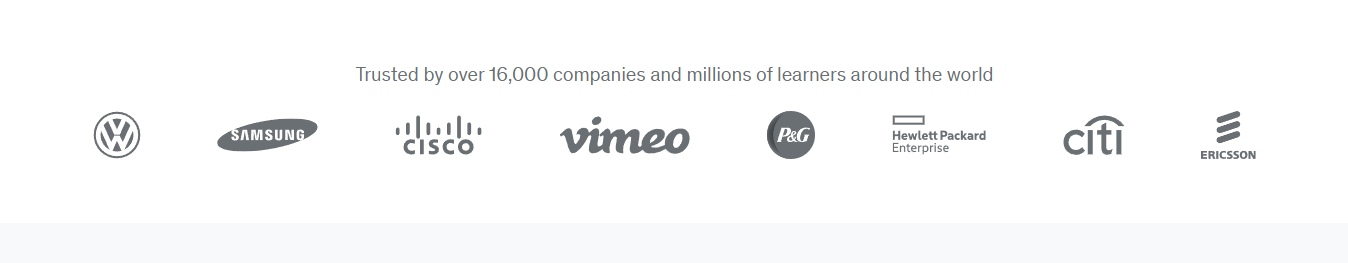 Trusted by over 16,000 companies and millions of learners around the world
VW SAMSUNG CISCO vimeo P&G Hewlett Packard Enterprise citi ERICSSON